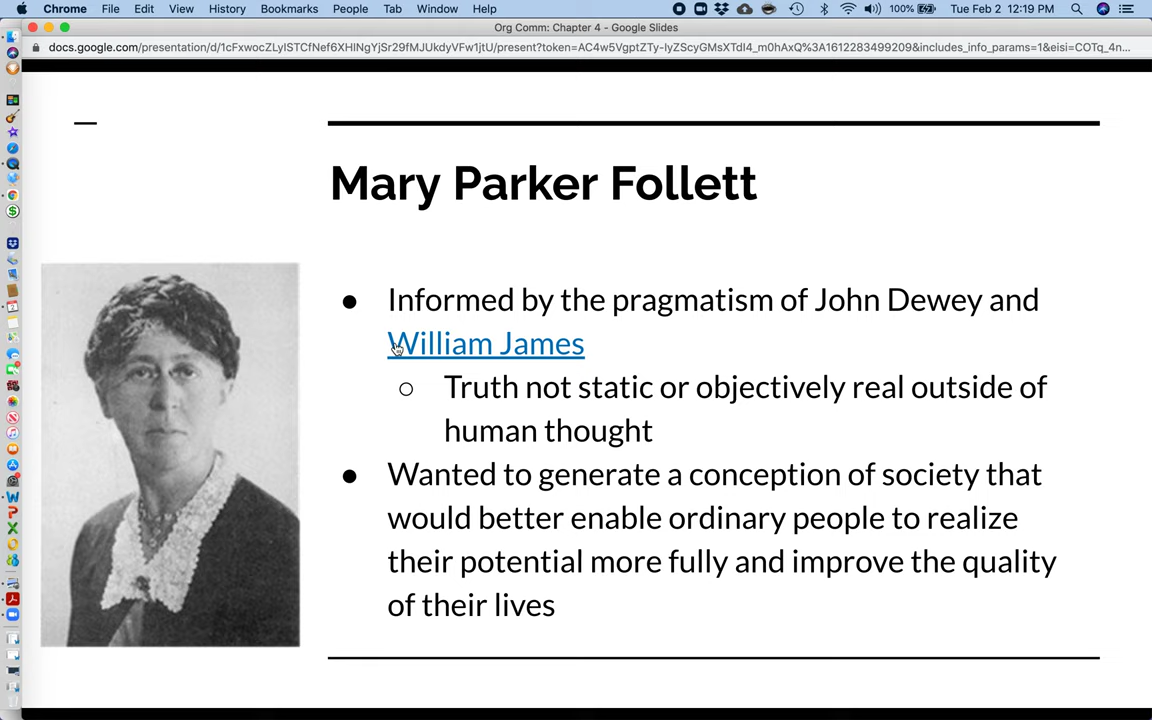 Chrome File Edit View History Bookmarks People Tab Window Help 100% Tue Feb 2 12:19 PM
Org Comm: Chapter 4 - Google Slides
Mary Parker Follett
● Informed by the pragmatism of John Dewey and
William James
○ Truth not static or objectively real outside of
human thought
● Wanted to generate a conception of society that
would better enable ordinary people to realize
their potential more fully and improve the quality
of their lives